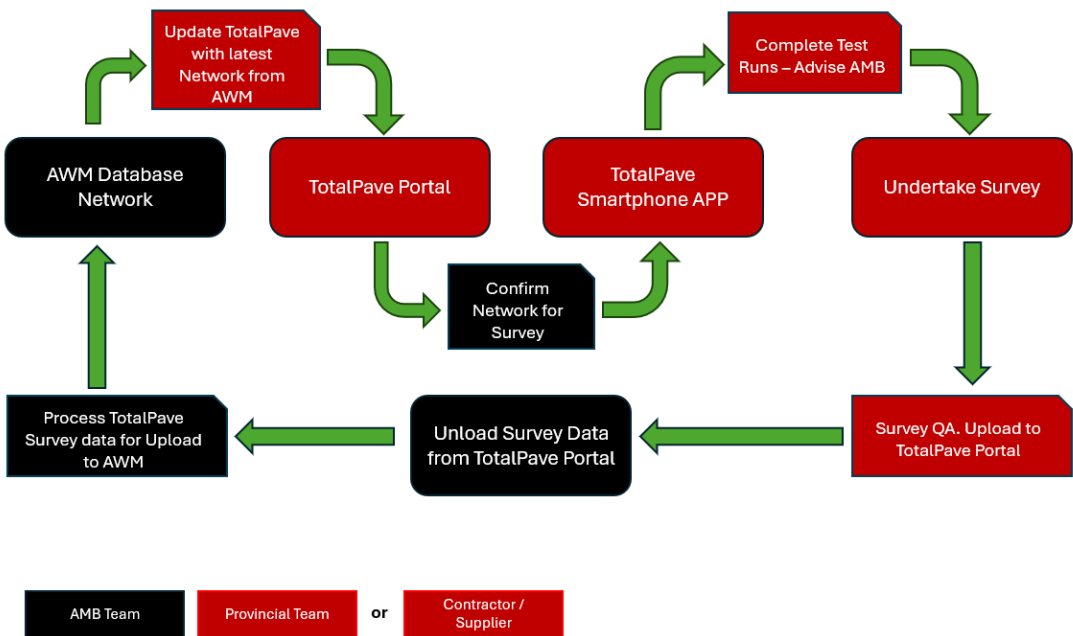 Update TotalPave
with latest
Network from
AWM
Complete Test
Runs – Advise AMB
AWM Database
Network
TotalPave Portal
TotalPave
Smartphone APP
Undertake Survey
Confirm
Network for
Survey
Process TotalPave
Survey data for Upload
to AWM
Unload Survey Data
from TotalPave Portal
Survey QA. Upload to
TotalPave Portal
AMB Team
Provincial Team
or
Contractor /
Supplier